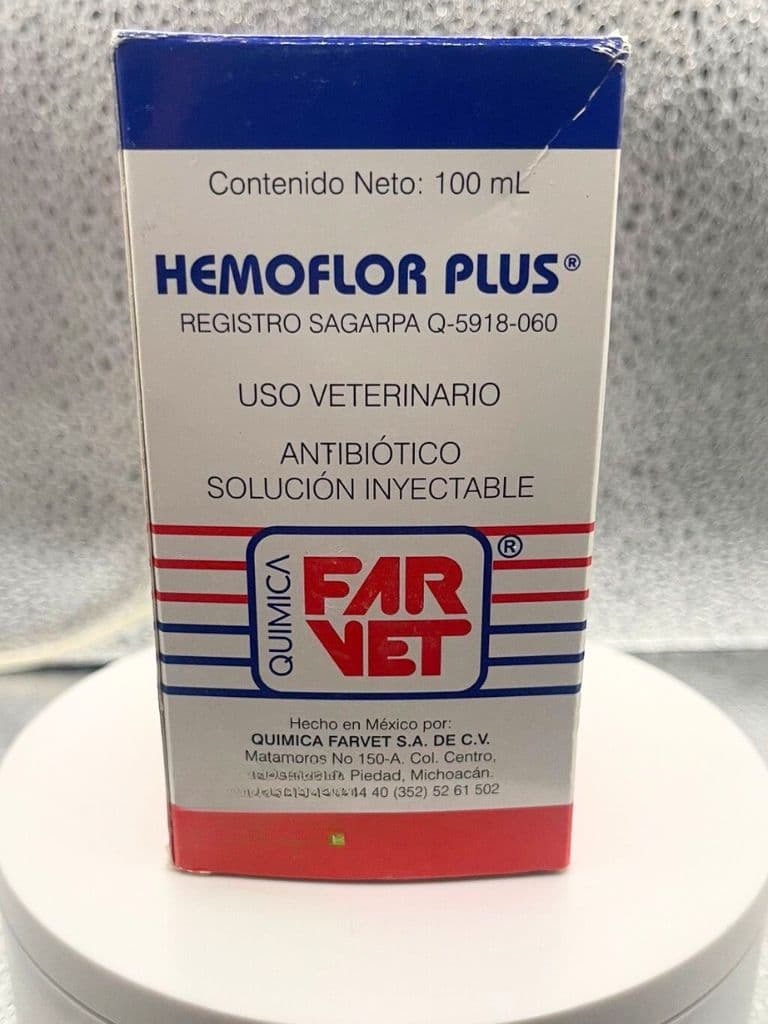 Contenido Neto: 100 mL
HEMOFLOR PLUS®
REGISTRO SAGARPA Q-5918-060
USO VETERINARIO
ANTIBIÓTICO
SOLUCIÓN INYECTABLE
QUIMICA
FAR
VET
®
Hecho en México por:
QUIMICA FARVET S.A. DE C.V.
Matamoros No 150-A. Col. Centro,
Piedad, Michoacán.
40 (352) 52 61 502